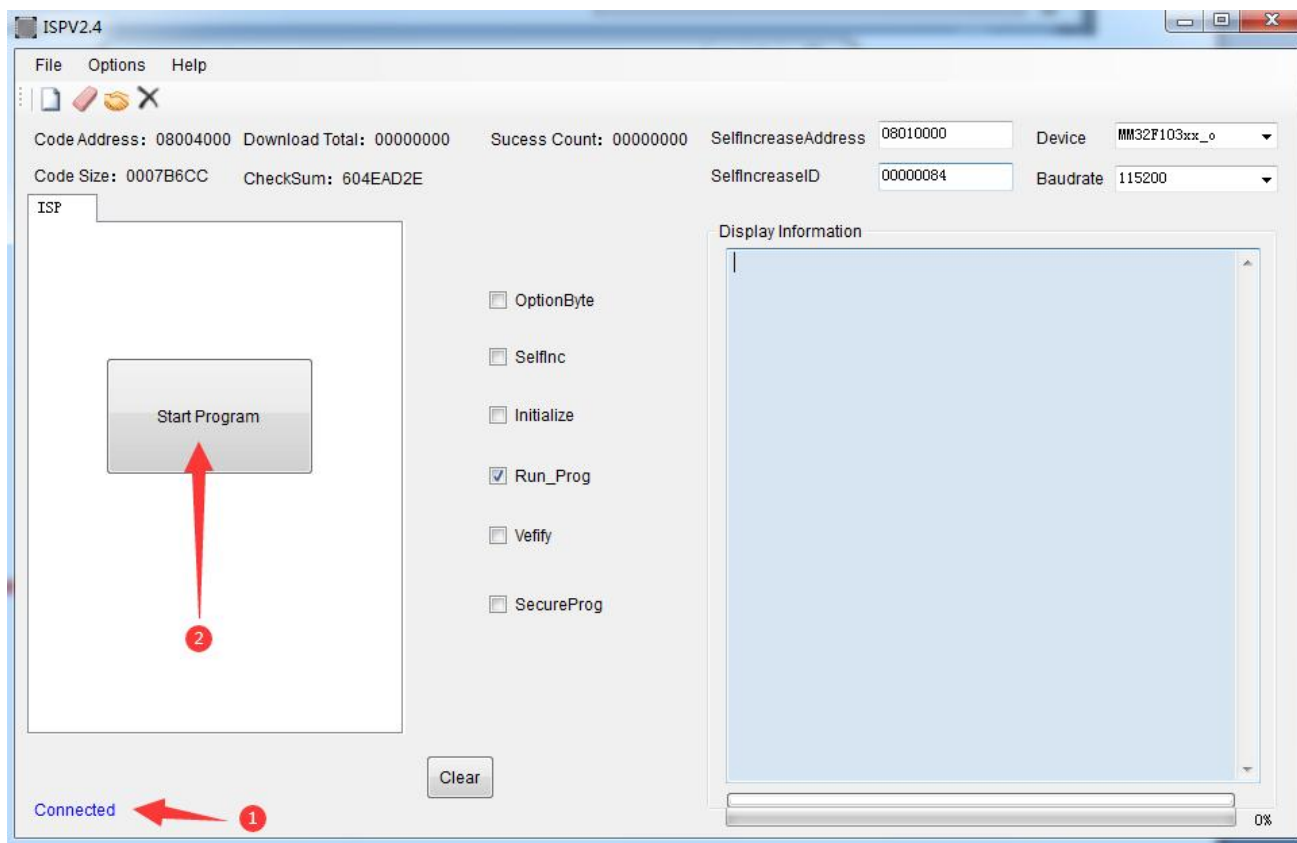 ISPV2.4
File Options Help
Code Address: 08004000 Download Total: 00000000 Sucess Count: 00000000 SelfIncreaseAddress 08010000 Device MM32F103xx_o
Code Size: 0007B6CC CheckSum: 604EAD2E SelfIncreaseID 00000084 Baudrate 115200
ISP
Display Information
OptionByte
SelfInc
Start Program
Initialize
Run_Prog
Vefify
SecureProg
2
Clear
Connected
1
0%